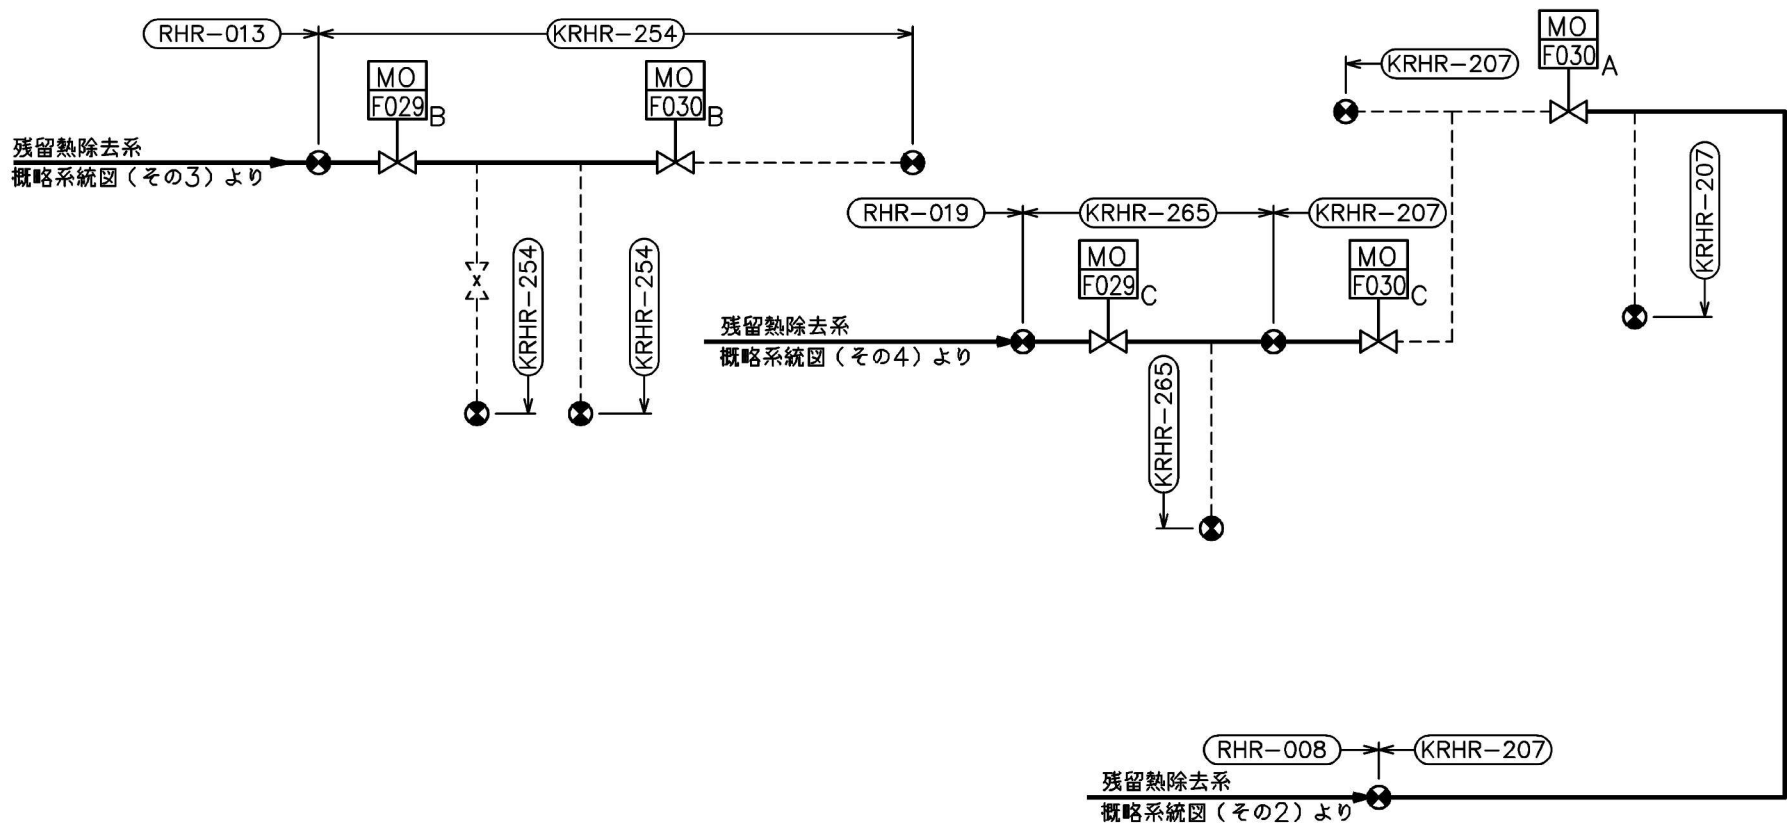 RHR-013
KRHR-254
MO
F029
B
MO
F030
B
残留熱除去系
概略系統図(その3)より
KRHR-254
KRHR-254
KRHR-207
MO
F030
A
KRHR-207
RHR-019
KRHR-265
KRHR-207
MO
F029
C
MO
F030
C
残留熱除去系
概略系統図(その4)より
KRHR-265
RHR-008
KRHR-207
残留熱除去系
概略系統図(その2)より